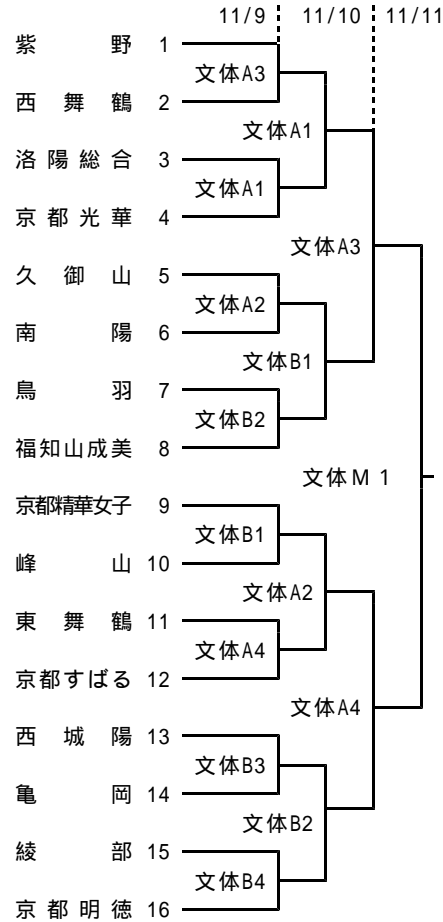 11/9 11/10 11/11
紫野 1
文体A3
西舞鶴 2
文体A1
洛陽総合 3
文体A1
京都光華 4
文体A3
久御山 5
文体A2
南陽 6
文体B1
鳥羽 7
文体B2
福知山成美 8
文体M 1
京都精華女子 9
文体B1
峰山 10
文体A2
東舞鶴 11
文体A4
京都すばる 12
文体A4
西城陽 13
文体B3
亀岡 14
文体B2
綾部 15
文体B4
京都明徳 16